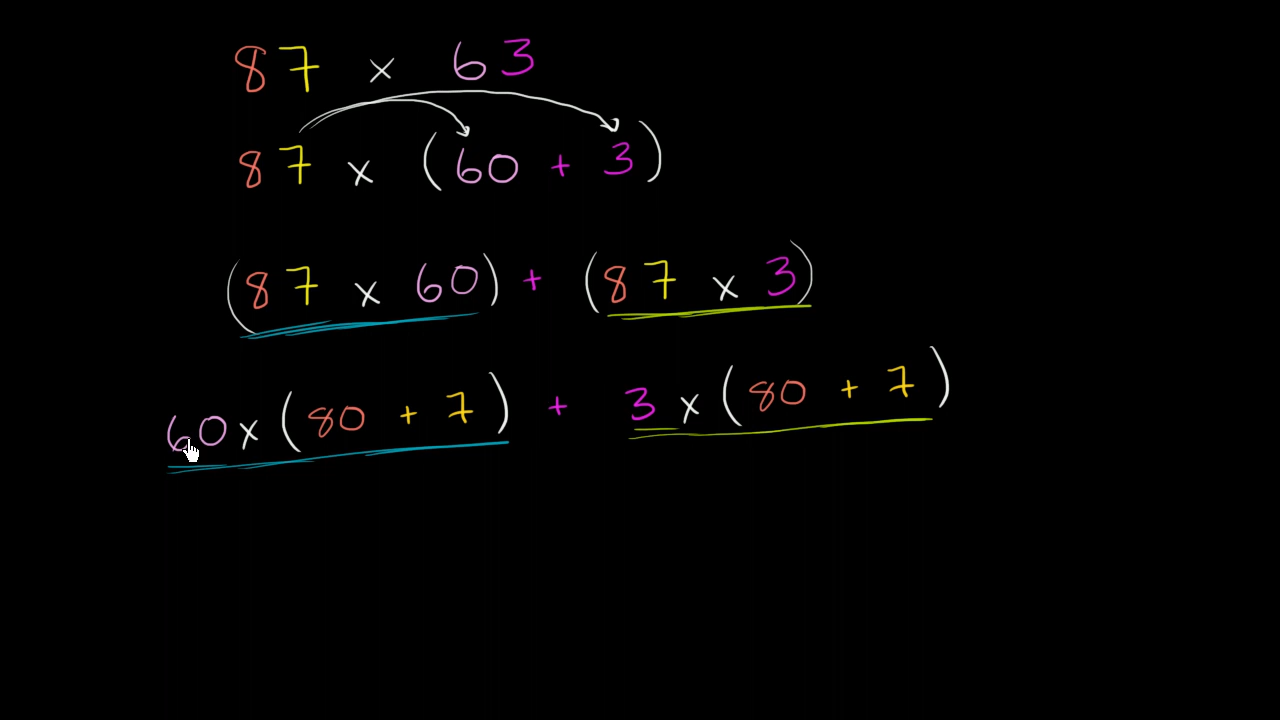 87 × 63
87 × (60 + 3)
(87 × 60) + (87 × 3)
60 × (80 + 7) + 3 × (80 + 7)